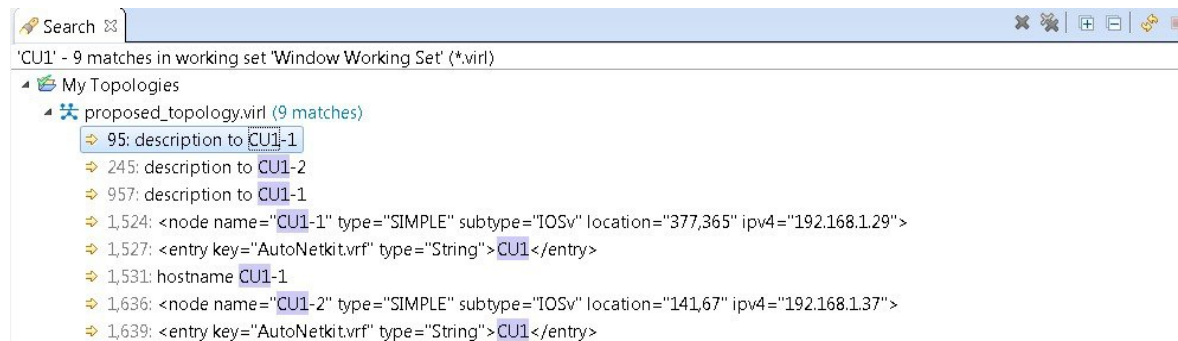 Search
'CU1' - 9 matches in working set 'Window Working Set' (*.virl)
My Topologies
proposed_topology.virl (9 matches)
95: description to CU1-1
245: description to CU1-2
957: description to CU1-1
1,524: <node name="CU1-1" type="SIMPLE" subtype="IOSv" location="377,365" ipv4="192.168.1.29">
1,527: <entry key="AutoNetkit.vrf" type="String">CU1</entry>
1,531: hostname CU1-1
1,636: <node name="CU1-2" type="SIMPLE" subtype="IOSv" location="141,67" ipv4="192.168.1.37">
1,639: <entry key="AutoNetkit.vrf" type="String">CU1</entry>